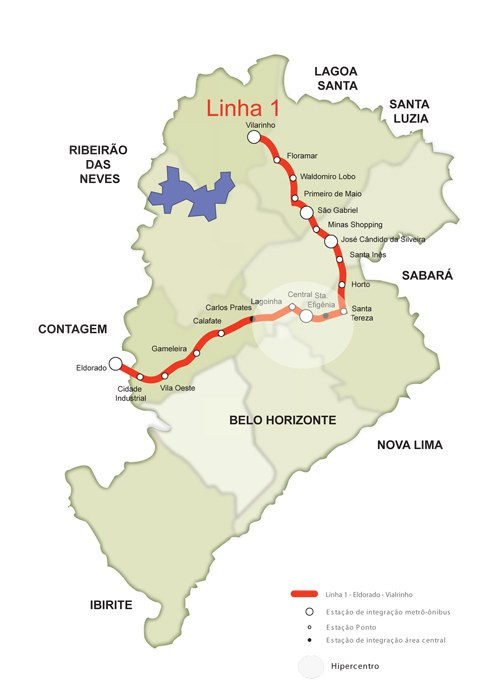 LAGOA
SANTA
Linha 1
SANTA
LUZIA
Vilarinho
RIBEIRÃO
DAS
NEVES
Floramar
Waldomiro Lobo
Primeiro de Maio
São Gabriel
Minas Shopping
José Cândido da Silveira
Santa Inês
SABARÁ
Horto
Central
Sta.
Efigênia
Lagoinha
Carlos Prates
Santa
Tereza
Calafate
CONTAGEM
Gameleira
Eldorado
Cidade
Industrial
Vila Oeste
BELO HORIZONTE
NOVA LIMA
IBIRITE
Linha 1 - Eldorado - Vialrinho
Estação de integração metrô-ônibus
Estação Ponto
Estação de integração área central
Hipercentro